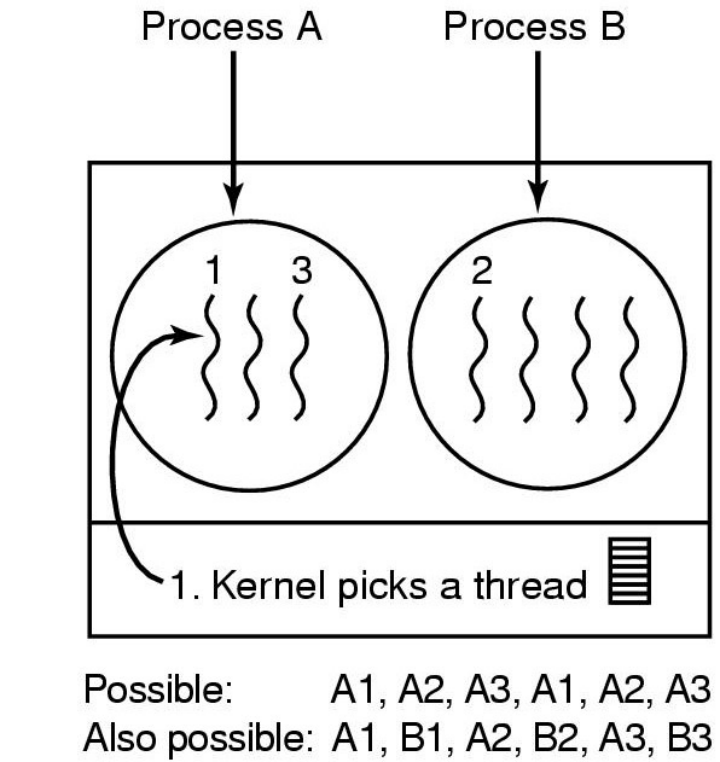 Process A Process B
1 3 2
1. Kernel picks a thread
Possible: A1, A2, A3, A1, A2, A3
Also possible: A1, B1, A2, B2, A3, B3